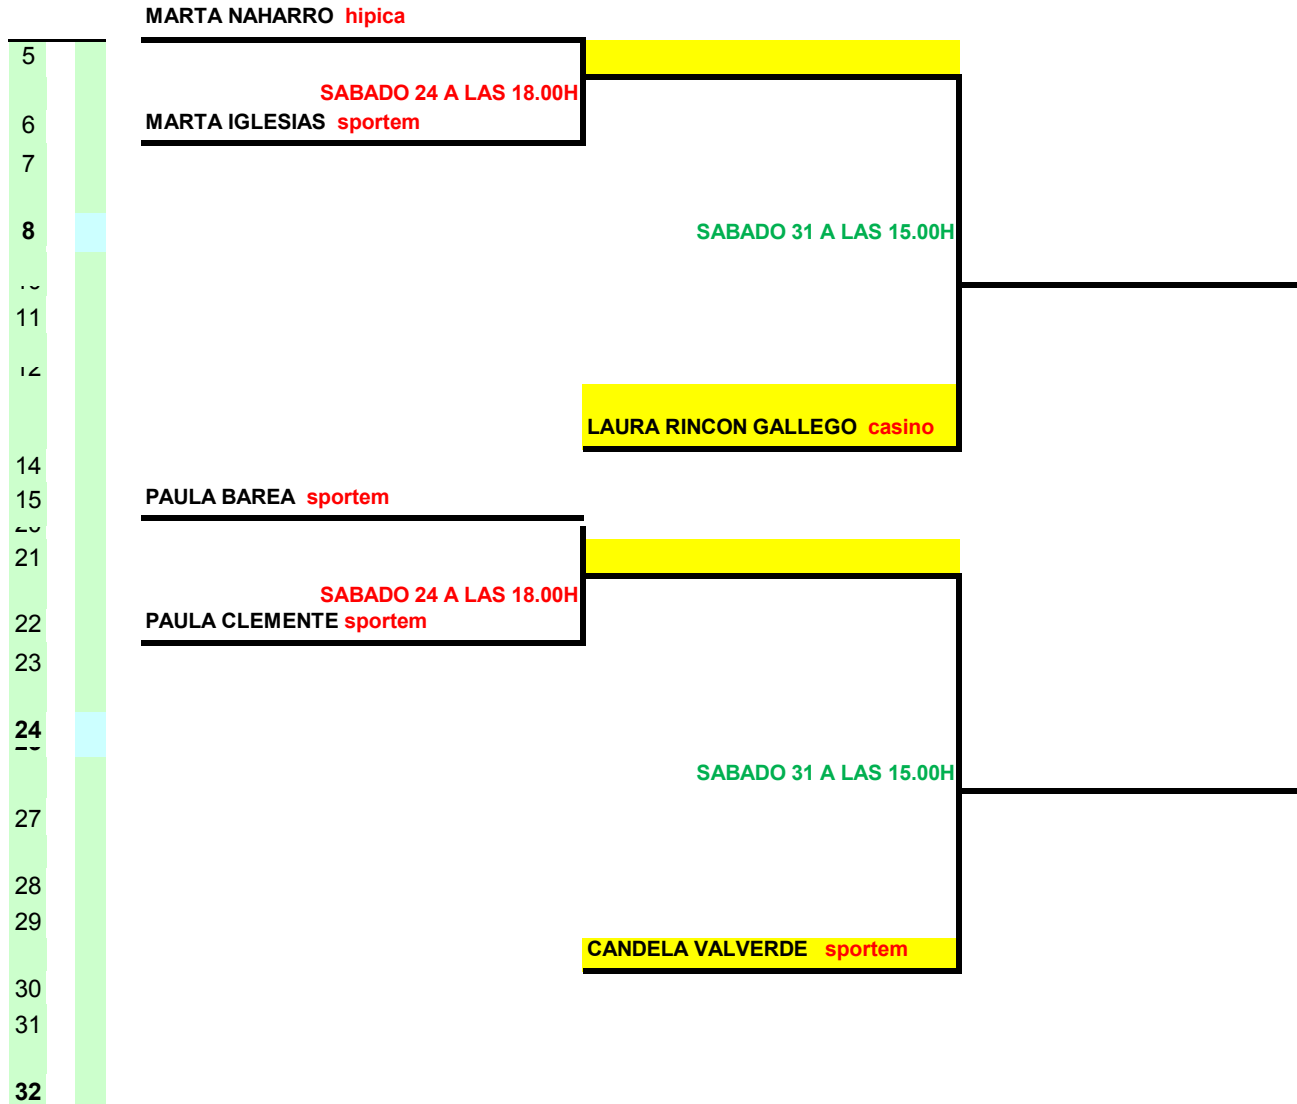 MARTA NAHARRO hipica
5
SABADO 24 A LAS 18.00H
6 MARTA IGLESIAS sportem
7
8 SABADO 31 A LAS 15.00H
11
LAURA RINCON GALLEGO casino
14
15 PAULA BAREA sportem
21
SABADO 24 A LAS 18.00H
22 PAULA CLEMENTE sportem
23
24
SABADO 31 A LAS 15.00H
27
28
29
CANDELA VALVERDE sportem
30
31
32